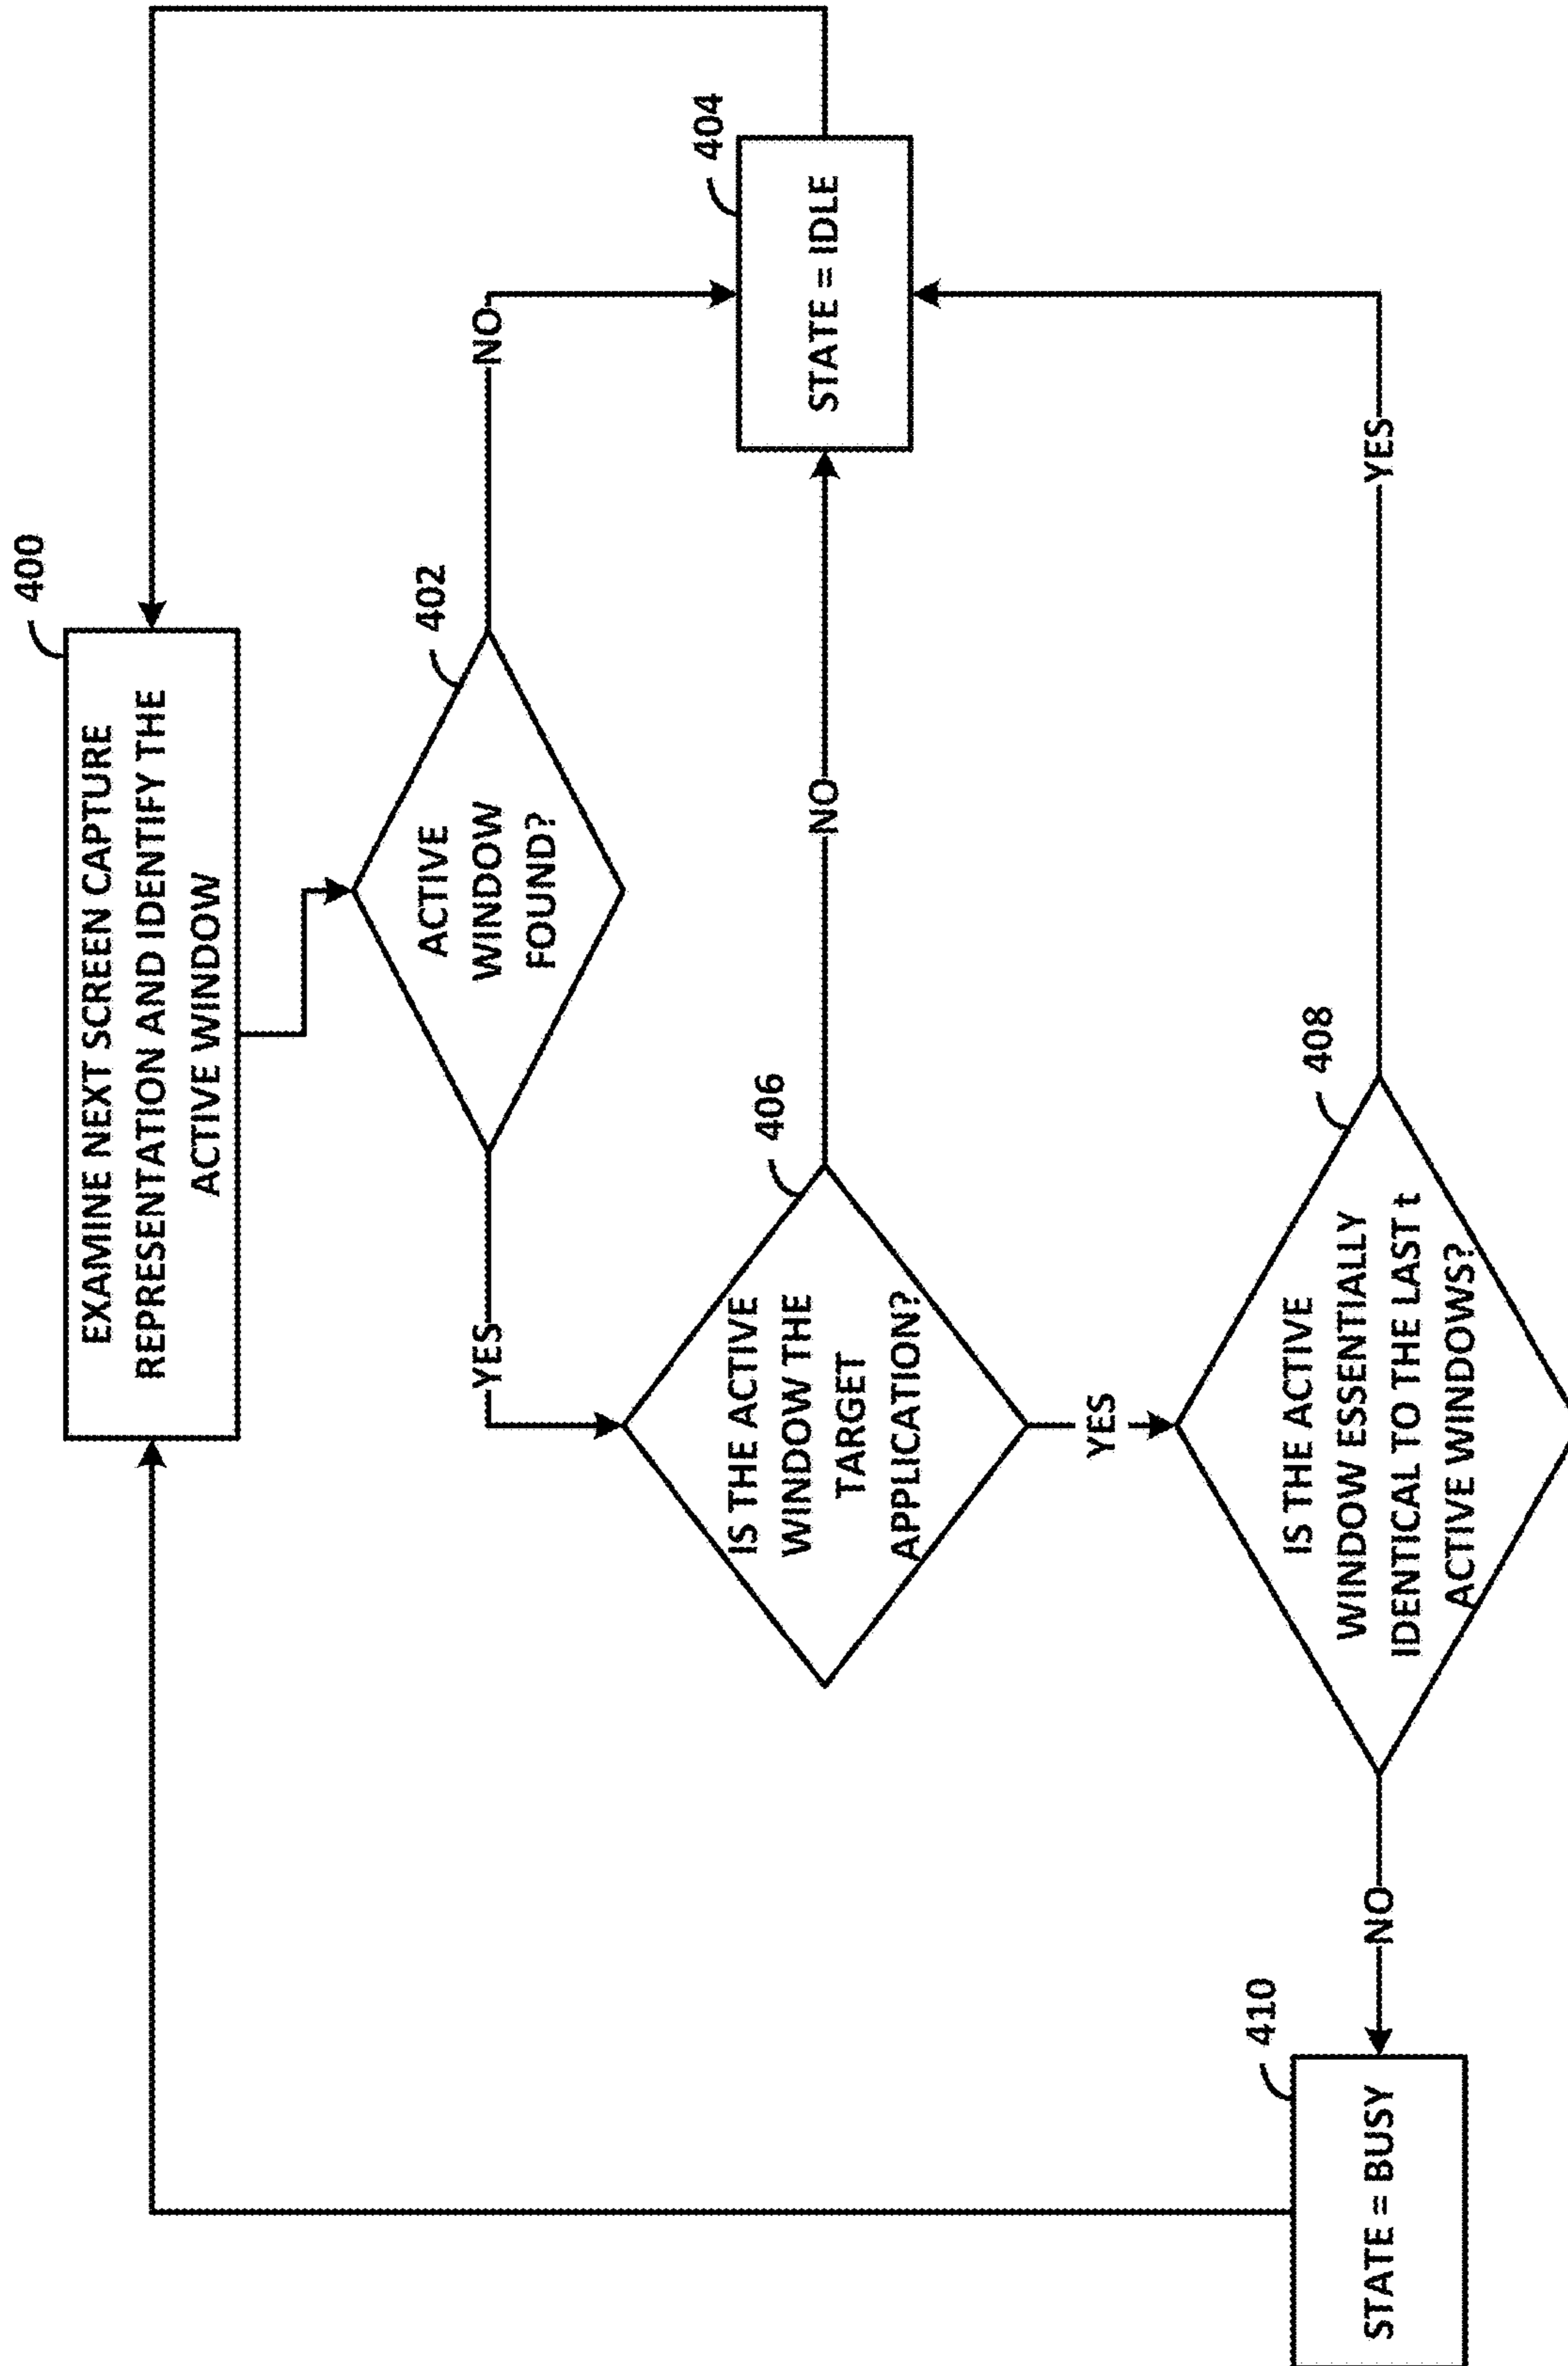 400
EXAMINE NEXT SCREEN CAPTURE
REPRESENTATION AND IDENTIFY THE
ACTIVE WINDOW
402
ACTIVE
WINDOW
FOUND?
YES
NO
404
STATE = IDLE
406
IS THE ACTIVE
WINDOW THE
TARGET
APPLICATION?
NO
YES
408
IS THE ACTIVE
WINDOW ESSENTIALLY
IDENTICAL TO THE LAST t
ACTIVE WINDOWS?
YES
NO
410
STATE = BUSY